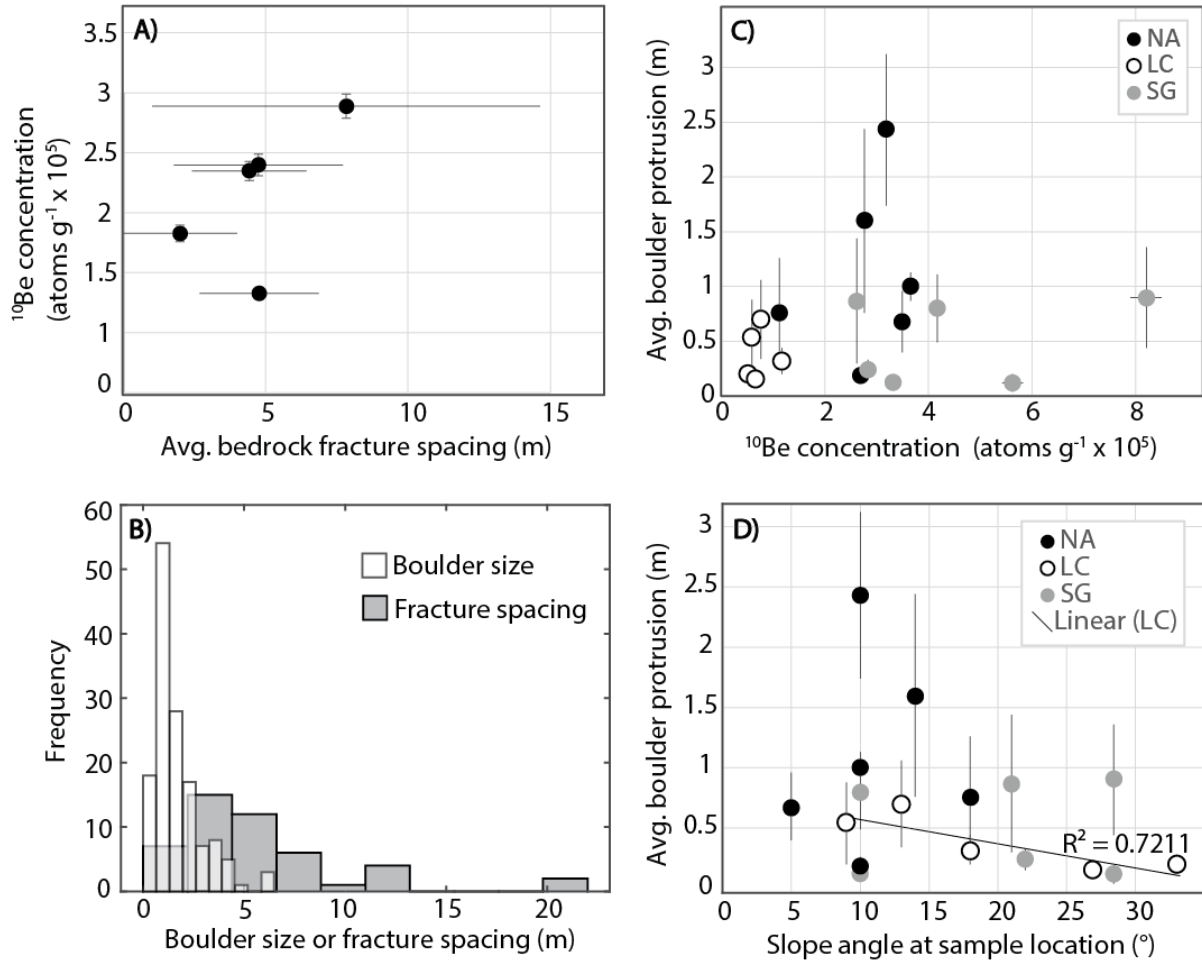 A)
3.5
3
2.5
2
1.5
1
0
¹⁰Be concentration
(atoms g⁻¹ x 10⁵)
0 5 10 15
Avg. bedrock fracture spacing (m)
C)
NA
LC
SG
3
2.5
2
1.5
1
0.5
0
Avg. boulder protrusion (m)
0 2 4 6 8
¹⁰Be concentration (atoms g⁻¹ x 10⁵)
B)
Boulder size
Fracture spacing
60
50
40
30
20
10
0
Frequency
0 5 10 15 20
Boulder size or fracture spacing (m)
D)
NA
LC
SG
Linear (LC)
3
2.5
2
1.5
1
0.5
0
Avg. boulder protrusion (m)
R² = 0.7211
0 5 10 15 20 25 30
Slope angle at sample location (°)